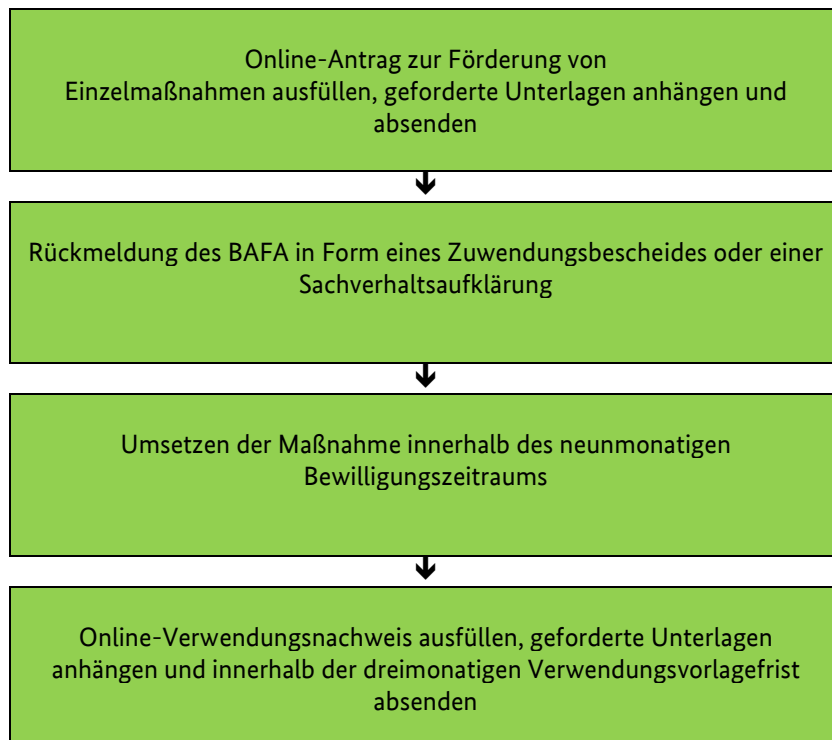 Online-Antrag zur Förderung von
Einzelmaßnahmen ausfüllen, geforderte Unterlagen anhängen und
absenden
Rückmeldung des BAFA in Form eines Zuwendungsbescheides oder einer
Sachverhaltsaufklärung
Umsetzen der Maßnahme innerhalb des neunmonatigen
Bewilligungszeitraums
Online-Verwendungsnachweis ausfüllen, geforderte Unterlagen
anhängen und innerhalb der dreimonatigen Verwendungsvorlagefrist
absenden